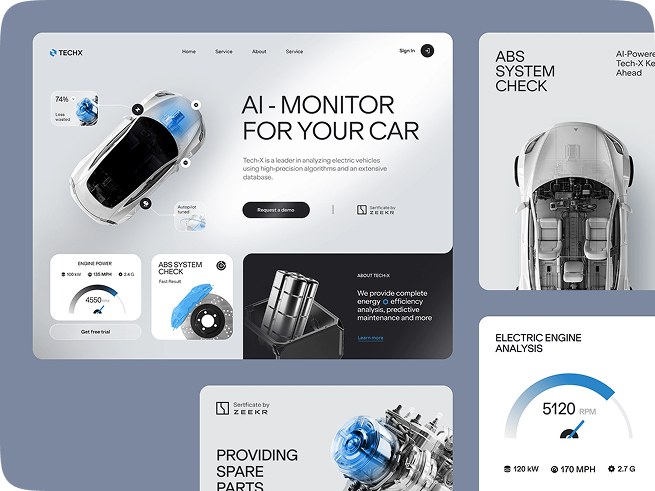 TECHX
Home
Service
About
Service
Sign In
74%
Less
wasted
AI - MONITOR
FOR YOUR CAR
Tech-X is a leader in analyzing electric vehicles
using high-precision algorithms and an extensive
database.
Request a demo
Sertficate by
ZEEKR
Autopilot
tuned
ENGINE POWER
100 kW
135 MPH
2.4 G
4550 RPM
Get free trial
ABS SYSTEM
CHECK
Fast Result
ABOUT TECH-X
We provide complete
energy efficiency
analysis, predictive
maintenance and more
Learn more
ABS
SYSTEM
CHECK
AI-Powere
Tech-X Ke
Ahead
ELECTRIC ENGINE
ANALYSIS
5120 RPM
120 kW
170 MPH
2.7 G
Sertficate by
ZEEKR
PROVIDING
SPARE
PARTS